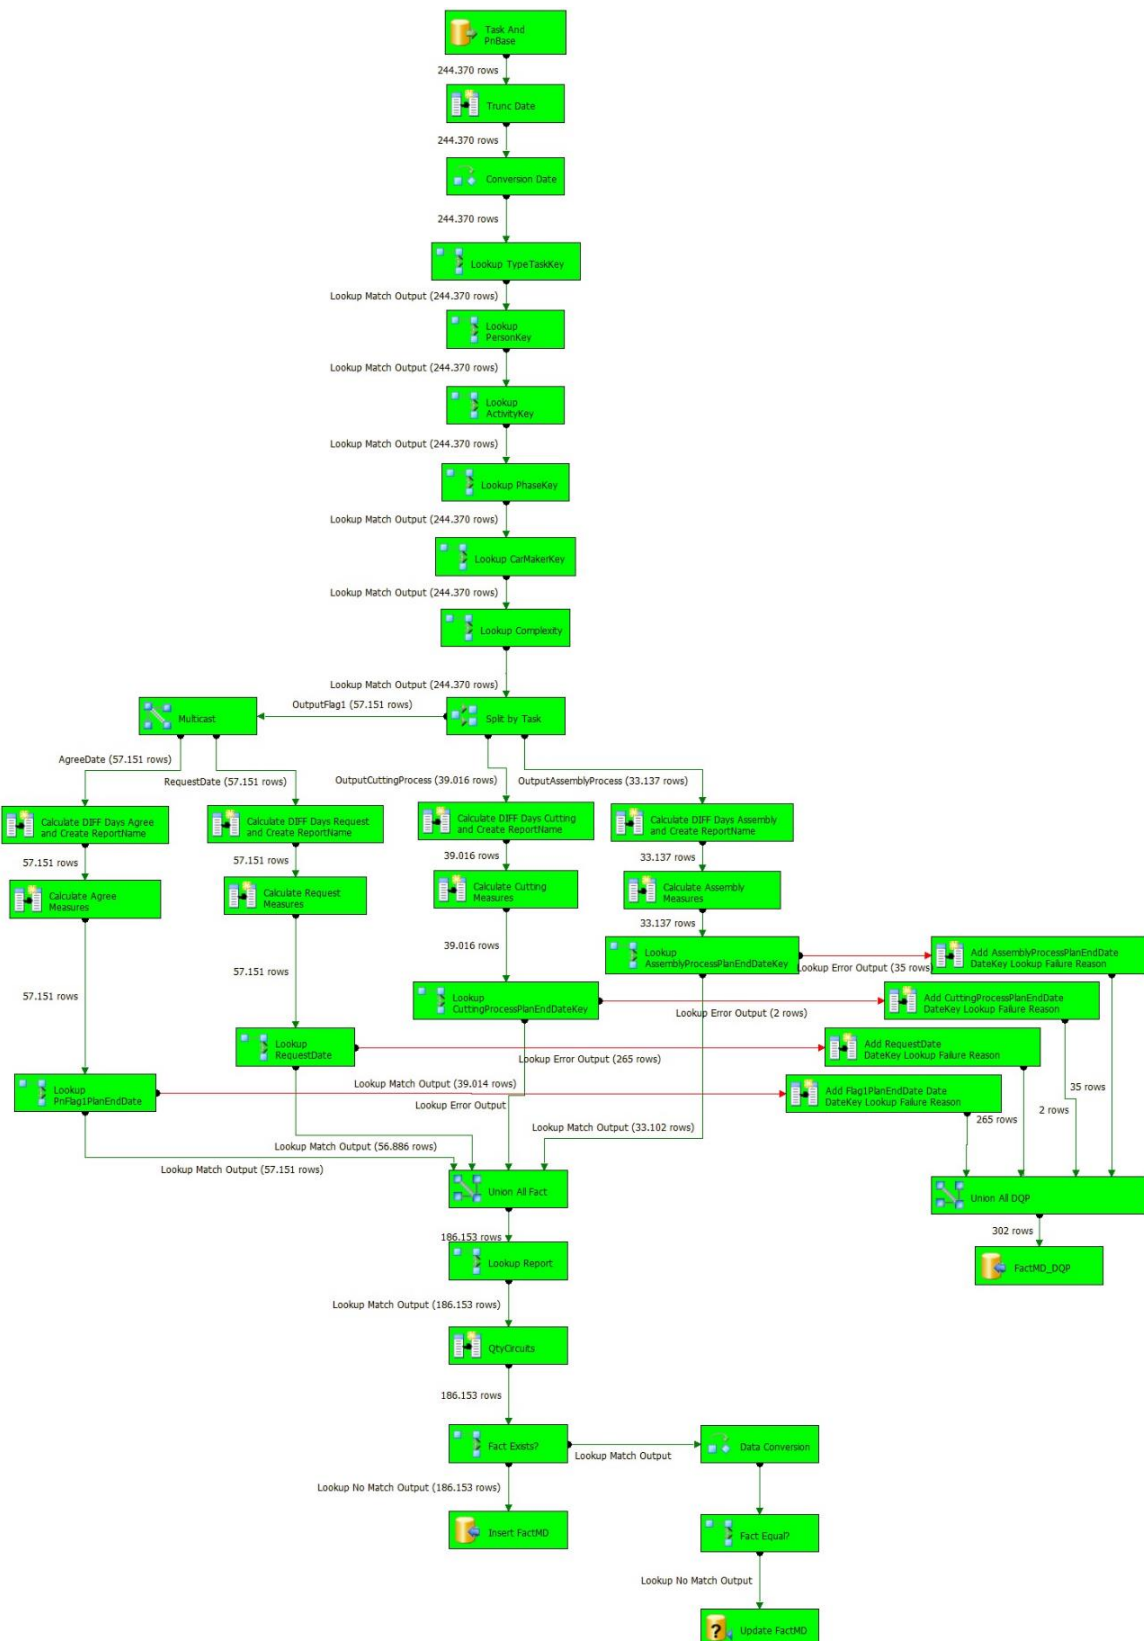 Task And
PnBase
244.370 rows
Trunc Date
244.370 rows
Conversion Date
244.370 rows
Lookup TypeTaskKey
Lookup Match Output (244.370 rows)
Lookup
PersonKey
Lookup Match Output (244.370 rows)
Lookup
ActivityKey
Lookup Match Output (244.370 rows)
Lookup PhaseKey
Lookup Match Output (244.370 rows)
Lookup CarMakerKey
Lookup Match Output (244.370 rows)
Lookup Complexity
Lookup Match Output (244.370 rows)
OutputFlag1 (57.151 rows)
Multicast
Split by Task
AgreeDate (57.151 rows)
RequestDate (57.151 rows)
OutputCuttingProcess (39.016 rows)
OutputAssemblyProcess (33.137 rows)
Calculate DIFF Days Agree
and Create ReportName
Calculate DIFF Days Request
and Create ReportName
Calculate DIFF Days Cutting
and Create ReportName
Calculate DIFF Days Assembly
and Create ReportName
57.151 rows
57.151 rows
39.016 rows
33.137 rows
Calculate Agree
Measures
Calculate Request
Measures
Calculate Cutting
Measures
Calculate Assembly
Measures
33.137 rows
39.016 rows
Lookup
AssemblyProcessPlanEndDateKey
Lookup Error Output (35 rows)
Add AssemblyProcessPlanEndDate
DateKey Lookup Failure Reason
57.151 rows
57.151 rows
Lookup
CuttingProcessPlanEndDateKey
Lookup Error Output (2 rows)
Add CuttingProcessPlanEndDate
DateKey Lookup Failure Reason
Lookup
RequestDate
Lookup Error Output (265 rows)
Add RequestDate
DateKey Lookup Failure Reason
Lookup
PnFlag1PlanEndDate
Lookup Match Output (39.014 rows)
Lookup Error Output
Add Flag1PlanEndDate Date
DateKey Lookup Failure Reason
35 rows
2 rows
265 rows
Lookup Match Output (33.102 rows)
Lookup Match Output (56.886 rows)
Lookup Match Output (57.151 rows)
Union All Fact
Union All DQP
186.153 rows
302 rows
Lookup Report
FactMD_DQP
Lookup Match Output (186.153 rows)
QtyCircuits
186.153 rows
Fact Exists?
Lookup Match Output
Data Conversion
Lookup No Match Output (186.153 rows)
Insert FactMD
Fact Equal?
Lookup No Match Output
Update FactMD